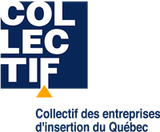 COL
LEC
TIF
Collectif des entreprises
d'insertion du Québec